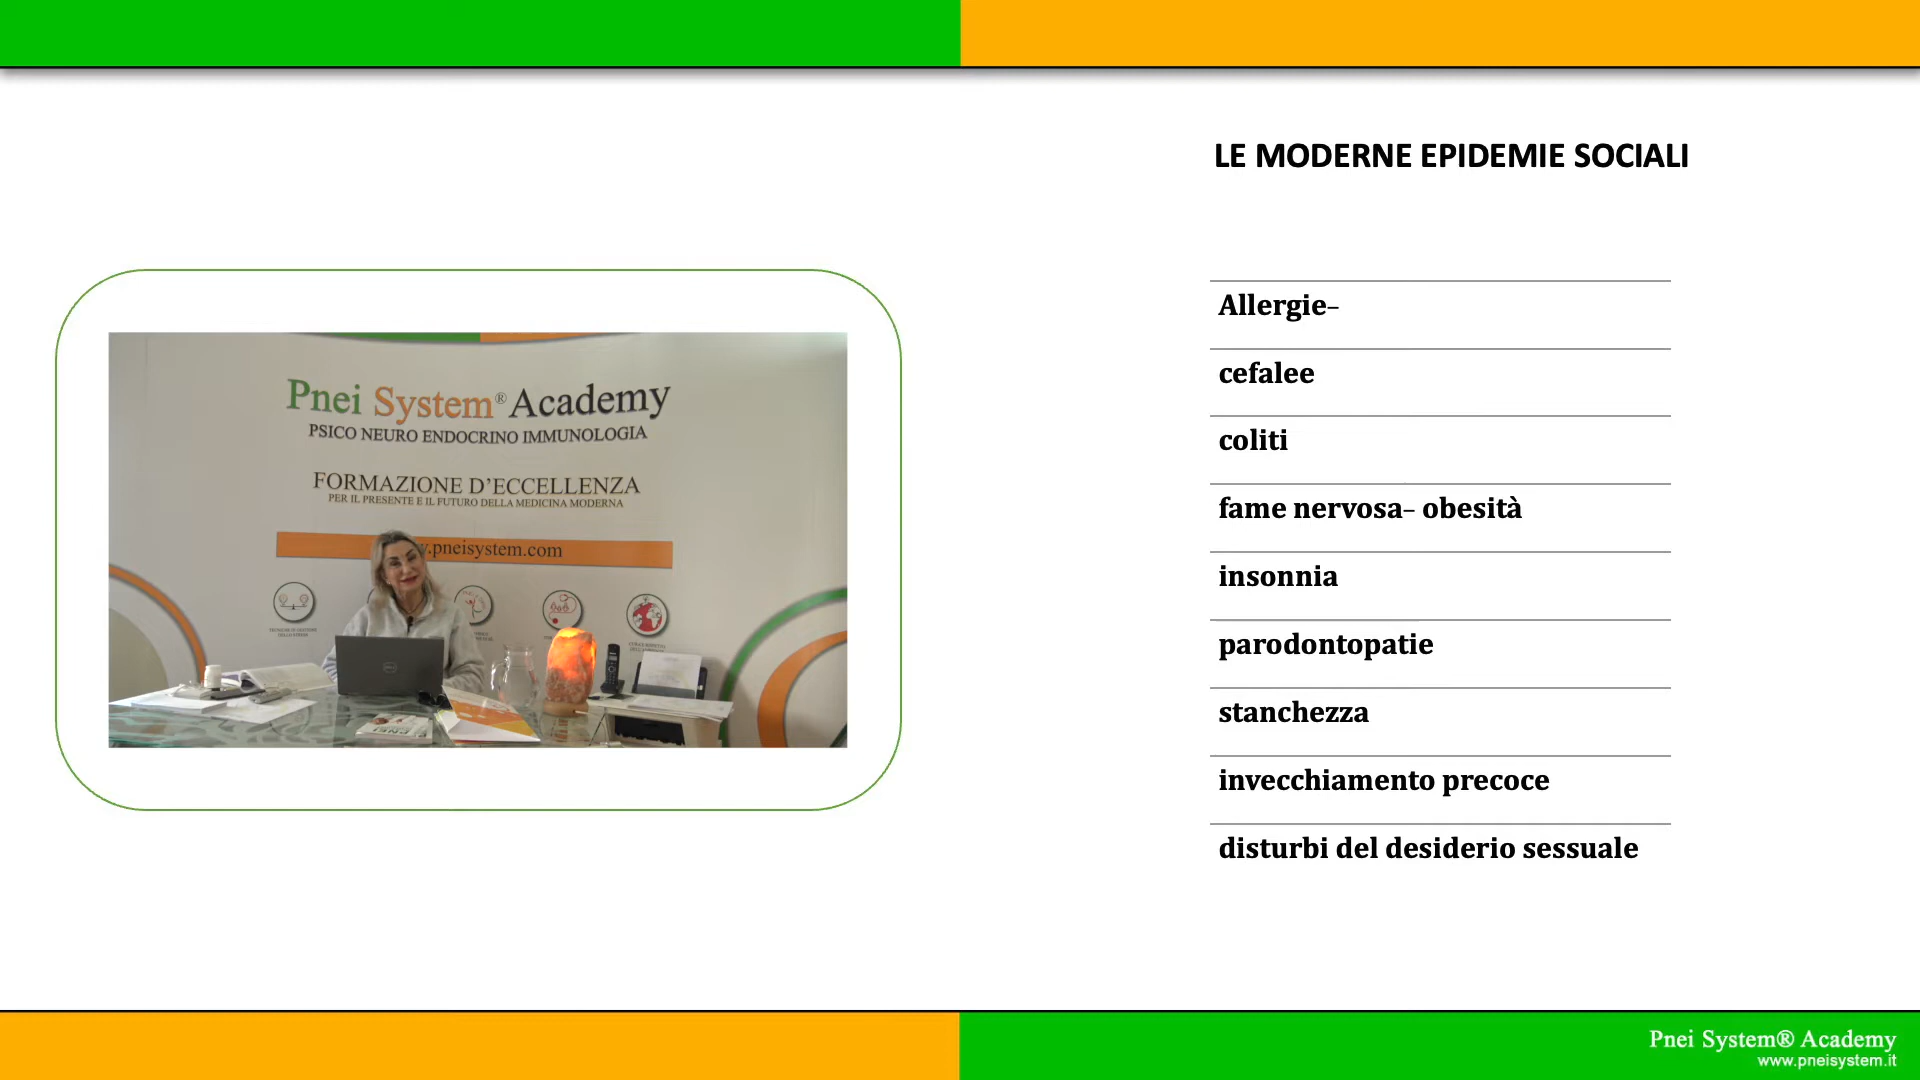 LE MODERNE EPIDEMIE SOCIALI
Pnei System® Academy
PSICO NEURO ENDOCRINO IMMUNOLOGIA
FORMAZIONE D'ECCELLENZA
PER IL PRESENTE E IL FUTURO DELLA MEDICINA MODERNA
.pneisystem.com
DELL
PNEI
Allergie–
cefalee
coliti
fame nervosa– obesità
insonnia
parodontopatie
stanchezza
invecchiamento precoce
disturbi del desiderio sessuale
Pnei System® Academy
www.pneisystem.it